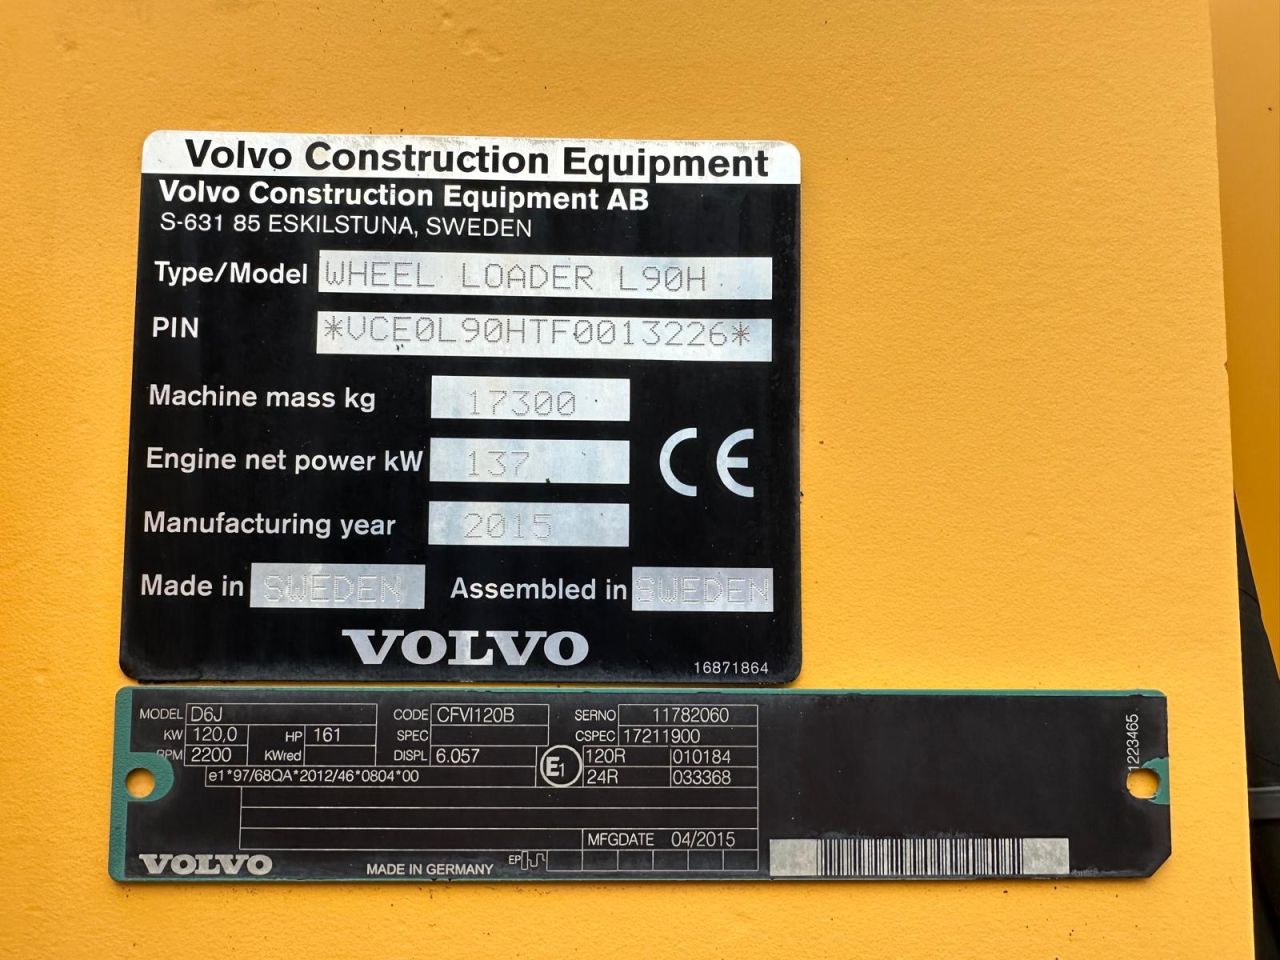 Volvo Construction Equipment
Volvo Construction Equipment AB
S-631 85 ESKILSTUNA, SWEDEN
Type/Model WHEEL LOADER L90H
PIN *VCE0L90HTF0013226*
Machine mass kg 17300
Engine net power kW 137
CE
Manufacturing year 2015
Made in SWEDEN Assembled in SWEDEN
VOLVO
16871864
MODEL D6J CODE CFVI120B SERNO 11782060
KW 120,0 HP 161 SPEC CSPEC 17211900
RPM 2200 KWred DISPL 6.057 E1 120R 010184
e1*97/68QA*2012/46*0804*00 24R 033368
MFGDATE 04/2015
VOLVO MADE IN GERMANY EP
1223465